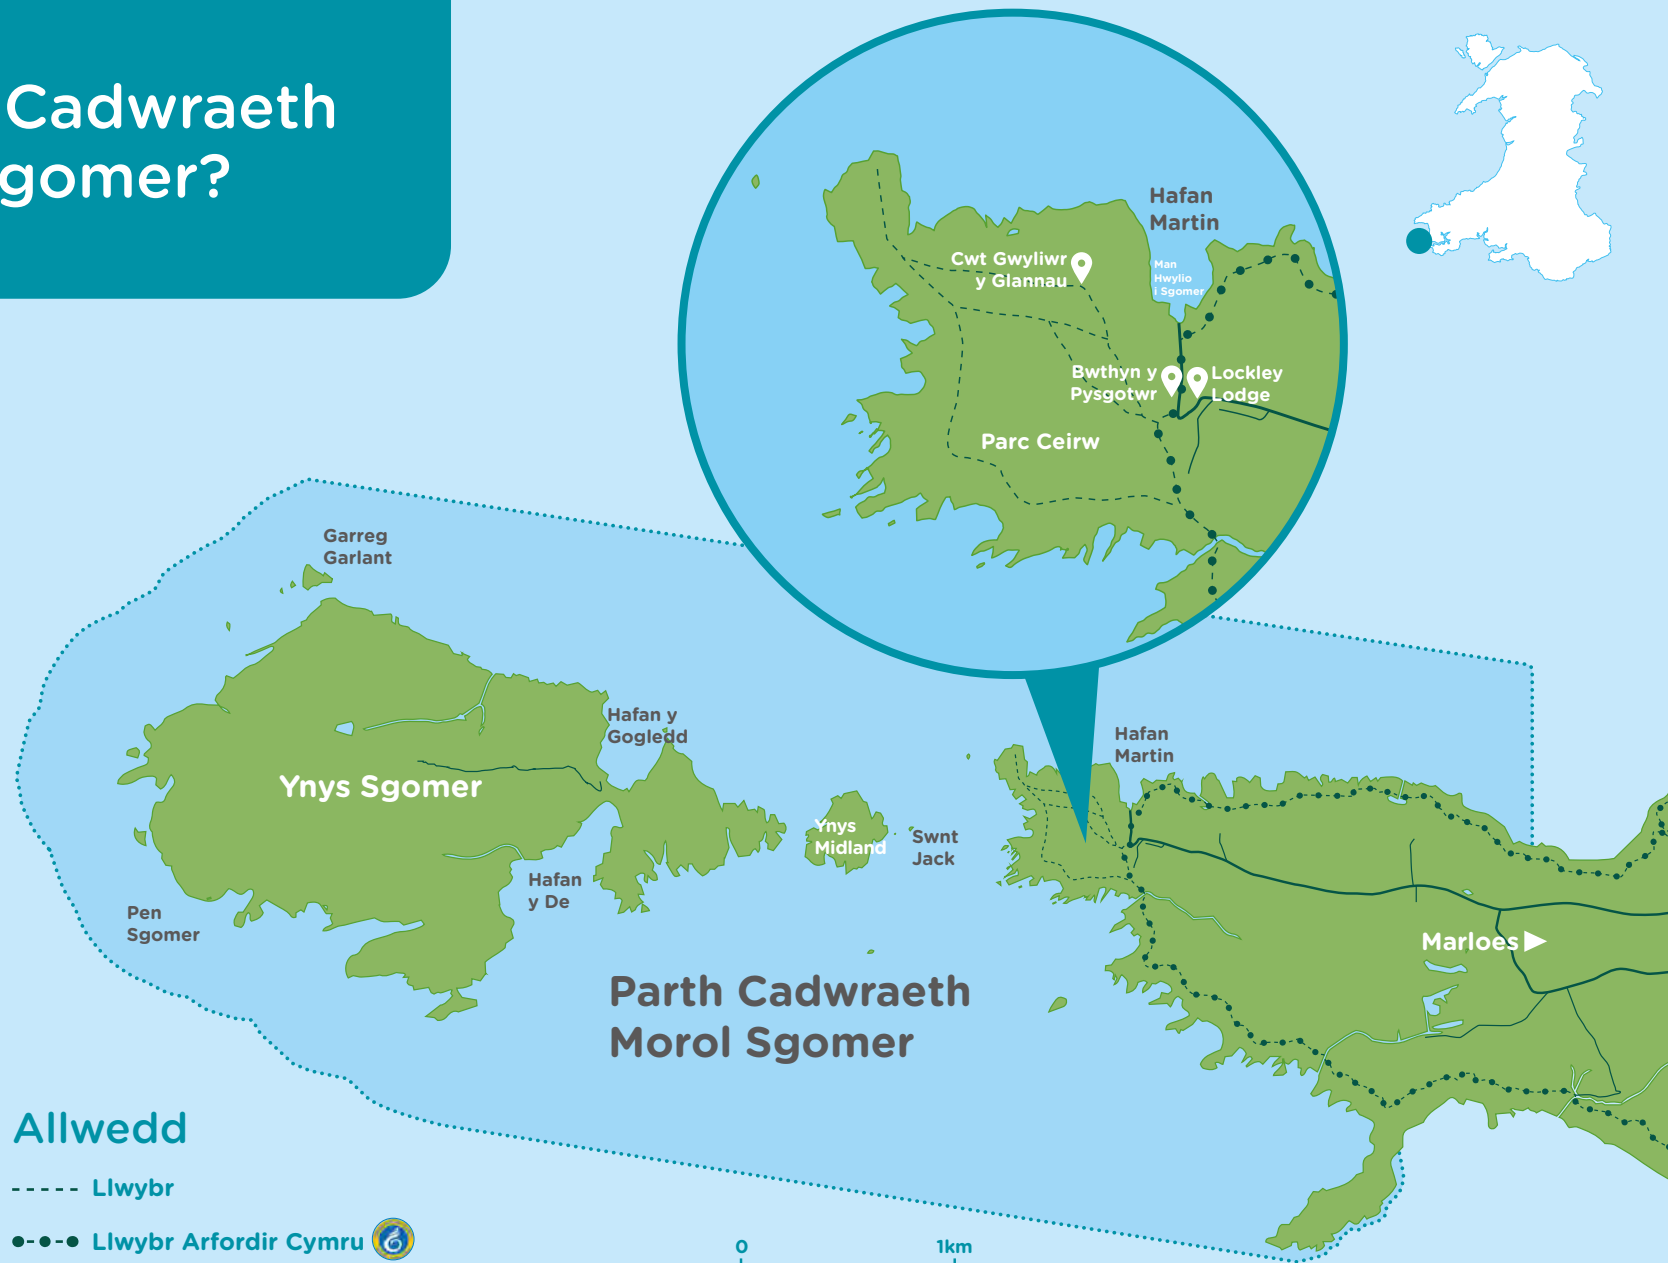 Cadwraeth
gomer?
Hafan
Martin
Cwt Gwyliwr
y Glannau
Man
Hwylio
i Sgomer
Bwthyn y
Pysgotwr
Lockley
Lodge
Parc Ceirw
Garreg
Garlant
Hafan y
Gogledd
Hafan
Martin
Ynys Sgomer
Ynys
Midland
Swnt
Jack
Hafan
y De
Pen
Sgomer
Marloes
Parth Cadwraeth
Morol Sgomer
Allwedd
Llwybr
Llwybr Arfordir Cymru
0 1km